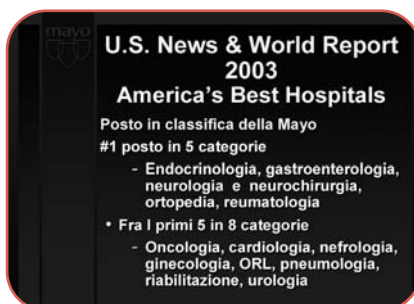 mayo
U.S. News & World Report
2003
America's Best Hospitals
Posto in classifica della Mayo
#1 posto in 5 categorie
- Endocrinologia, gastroenterologia,
neurologia e neurochirurgia,
ortopedia, reumatologia
• Fra I primi 5 in 8 categorie
- Oncologia, cardiologia, nefrologia,
ginecologia, ORL, pneumologia,
riabilitazione, urologia